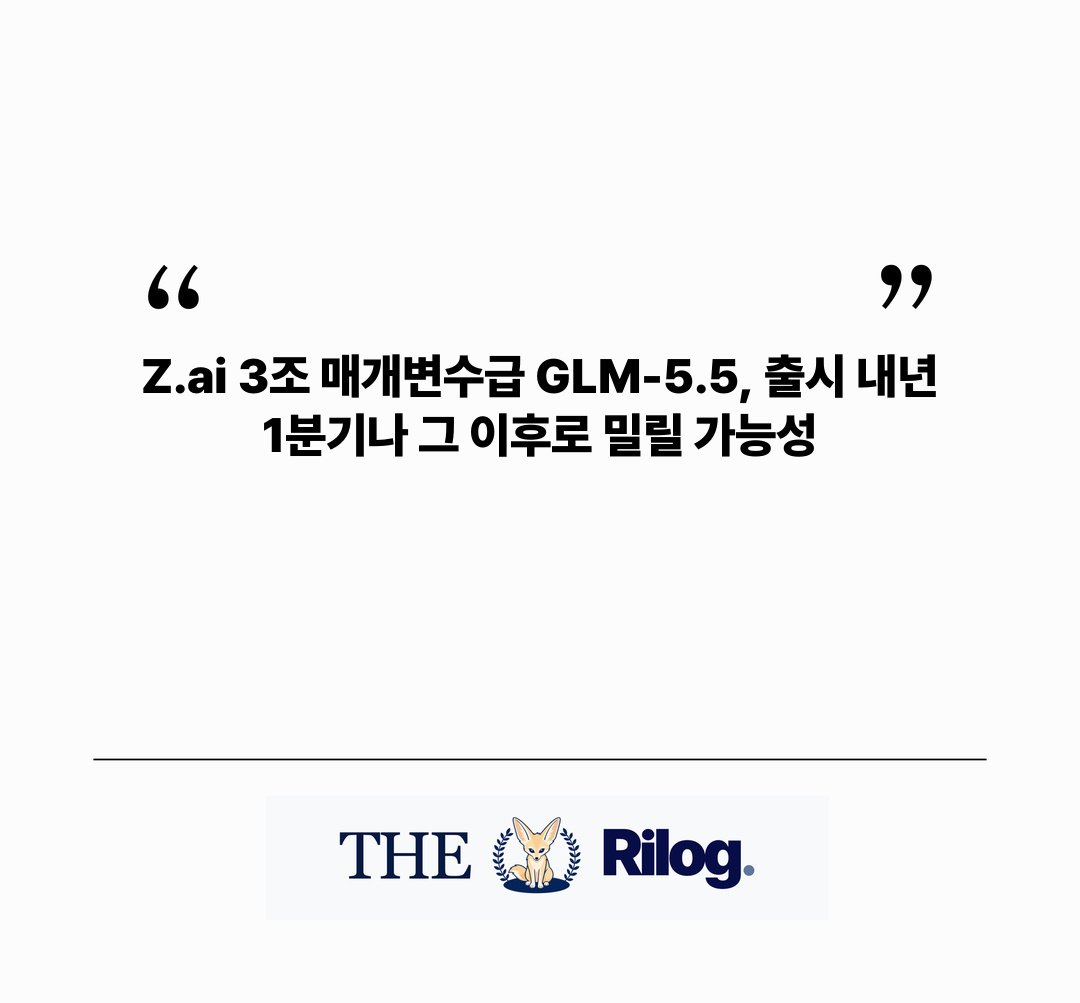 “ ”
Z.ai 3조 매개변수급 GLM-5.5, 출시 내년
1분기나 그 이후로 밀릴 가능성
THE Rilog.